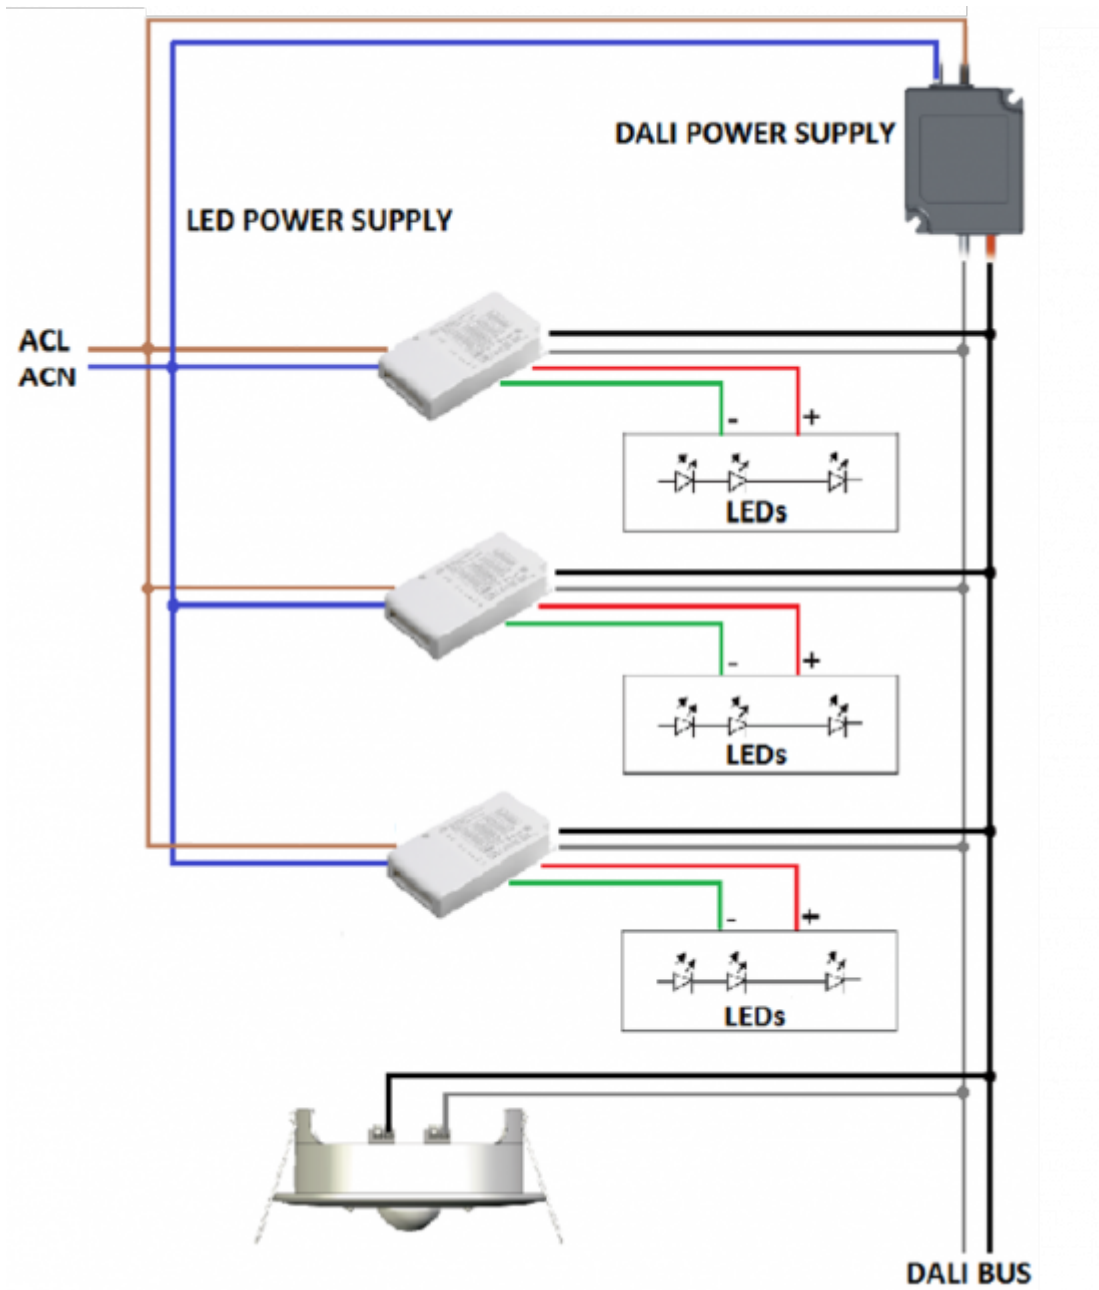 DALI POWER SUPPLY
LED POWER SUPPLY
ACL
ACN
- +
LEDs
- +
LEDs
- +
LEDs
DALI BUS